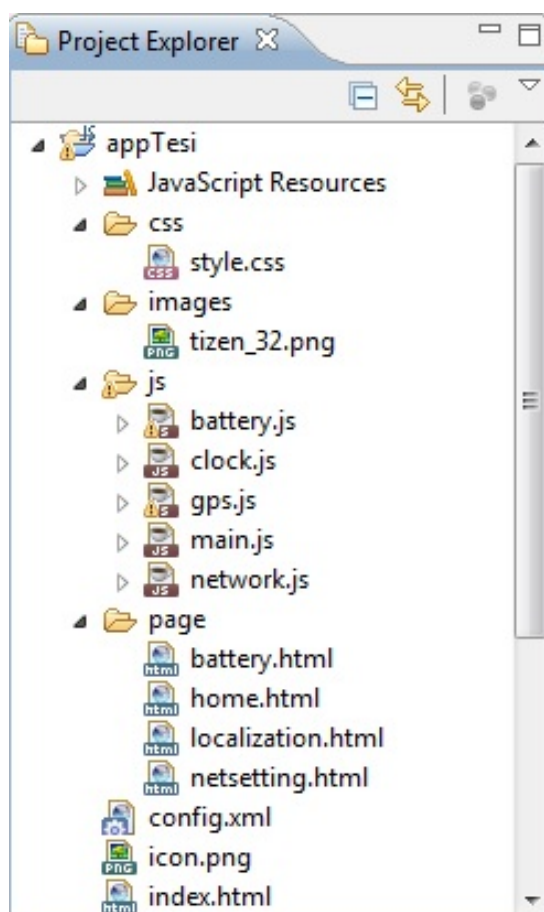 Project Explorer
appTesi
JavaScript Resources
css
style.css
images
tizen_32.png
js
battery.js
clock.js
gps.js
main.js
network.js
page
battery.html
home.html
localization.html
netsetting.html
config.xml
icon.png
index.html